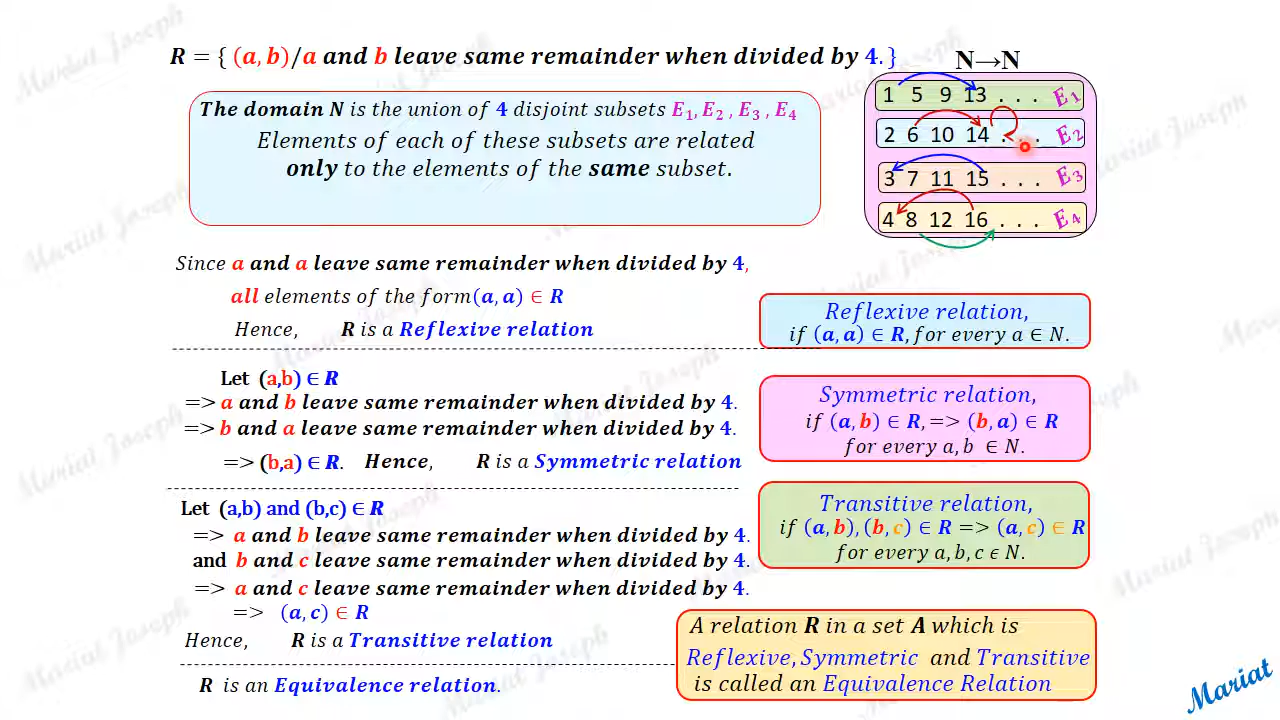 R = { (a, b)/a and b leave same remainder when divided by 4. }
N→N
The domain N is the union of 4 disjoint subsets E₁, E₂ , E₃ , E₄
Elements of each of these subsets are related
only to the elements of the same subset.
1 5 9 13 . . . E₁
2 6 10 14 . . . E₂
3 7 11 15 . . . E₃
4 8 12 16 . . . E₄
Since a and a leave same remainder when divided by 4,
all elements of the form(a, a) ∈ R
Hence, R is a Reflexive relation
Reflexive relation,
if (a, a) ∈ R, for every a ∈ N.
Let (a,b) ∈ R
=> a and b leave same remainder when divided by 4.
=> b and a leave same remainder when divided by 4.
=> (b,a) ∈ R. Hence, R is a Symmetric relation
Symmetric relation,
if (a, b) ∈ R, => (b, a) ∈ R
for every a, b ∈ N.
Let (a,b) and (b,c) ∈ R
=> a and b leave same remainder when divided by 4.
and b and c leave same remainder when divided by 4.
=> a and c leave same remainder when divided by 4.
=> (a, c) ∈ R
Hence, R is a Transitive relation
Transitive relation,
if (a, b), (b, c) ∈ R => (a, c) ∈ R
for every a, b, c ϵ N.
R is an Equivalence relation.
A relation R in a set A which is
Reflexive, Symmetric and Transitive
is called an Equivalence Relation
Mariat
Mariat Joseph